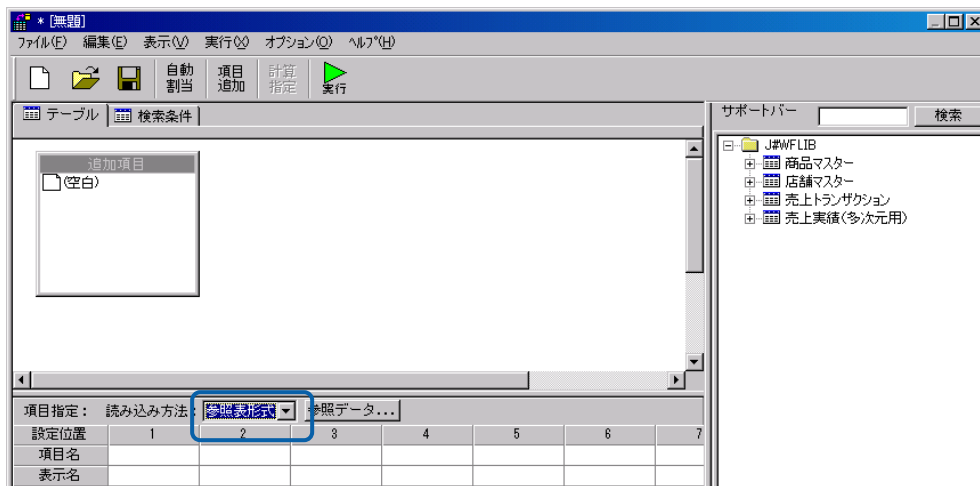 * [無題]
ファイル(F) 編集(E) 表示(V) 実行(X) オプション(O) ヘルプ(H)
自動割当 項目追加 計算指定 実行
テーブル 検索条件
サポートバー 検索
追加項目
(空白)
J#WFLIB
商品マスター
店舗マスター
売上トランザクション
売上実績(多次元用)
項目指定： 読み込み方法： 参照表形式 参照データ...
設定位置 1 2 3 4 5 6 7
項目名
表示名